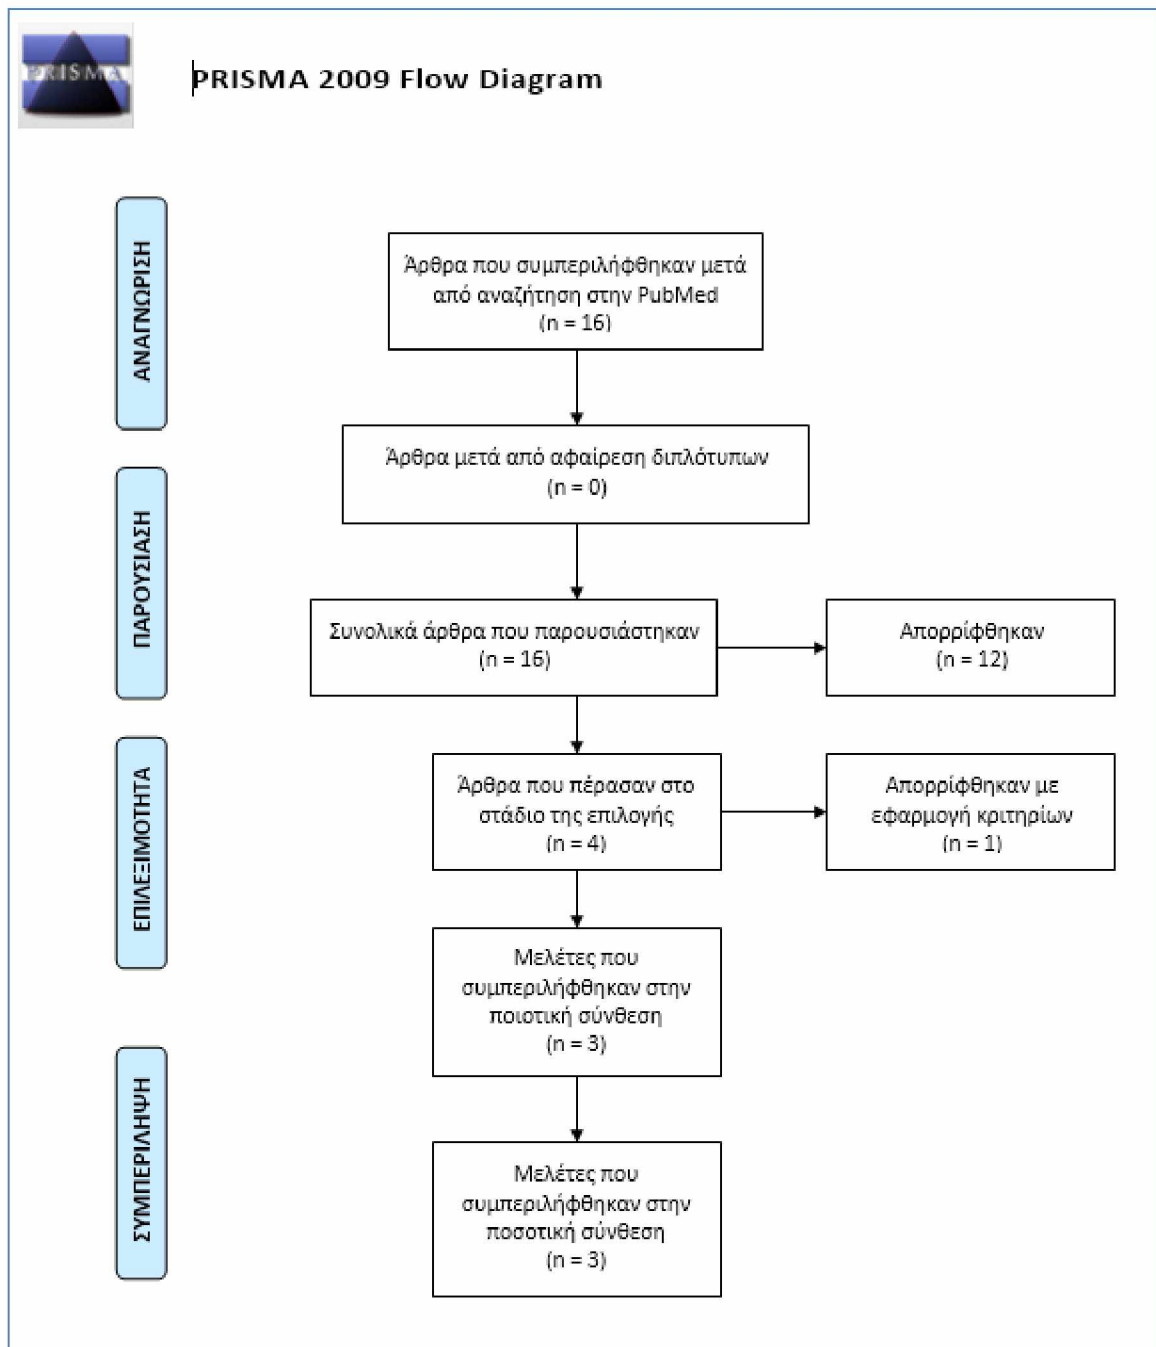 PRISMA
PRISMA 2009 Flow Diagram
ΑΝΑΓΝΩΡΙΣΗ
Άρθρα που συμπεριλήφθηκαν μετά
από αναζήτηση στην PubMed
(n = 16)
Άρθρα μετά από αφαίρεση διπλότυπων
(n = 0)
ΠΑΡΟΥΣΙΑΣΗ
Συνολικά άρθρα που παρουσιάστηκαν
(n = 16)
Απορρίφθηκαν
(n = 12)
ΕΠΙΛΕΞΙΜΟΤΗΤΑ
Άρθρα που πέρασαν στο
στάδιο της επιλογής
(n = 4)
Απορρίφθηκαν με
εφαρμογή κριτηρίων
(n = 1)
Μελέτες που
συμπεριλήφθηκαν στην
ποιοτική σύνθεση
(n = 3)
ΣΥΜΠΕΡΙΛΗΨΗ
Μελέτες που
συμπεριλήφθηκαν στην
ποσοτική σύνθεση
(n = 3)